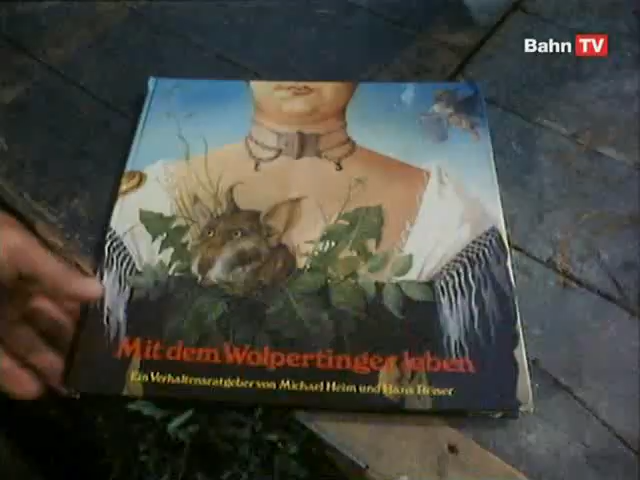 Bahn TV
Mit dem Wolpertinger leben
Ein Verhaltensratgeber von Michael Heim und Hans Reiser